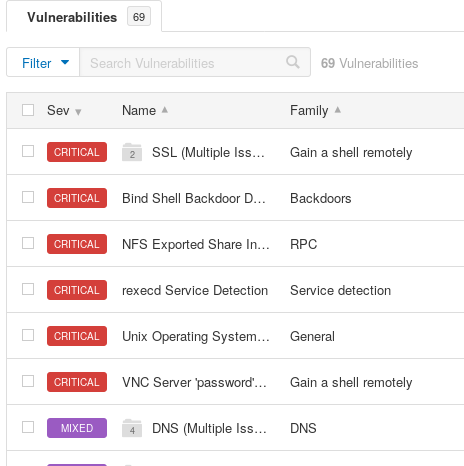 Vulnerabilities 69
Filter Search Vulnerabilities 69 Vulnerabilities
Sev Name Family
CRITICAL 2 SSL (Multiple Iss... Gain a shell remotely
CRITICAL Bind Shell Backdoor D... Backdoors
CRITICAL NFS Exported Share In... RPC
CRITICAL rexecd Service Detection Service detection
CRITICAL Unix Operating System... General
CRITICAL VNC Server 'password'... Gain a shell remotely
MIXED 4 DNS (Multiple Iss... DNS